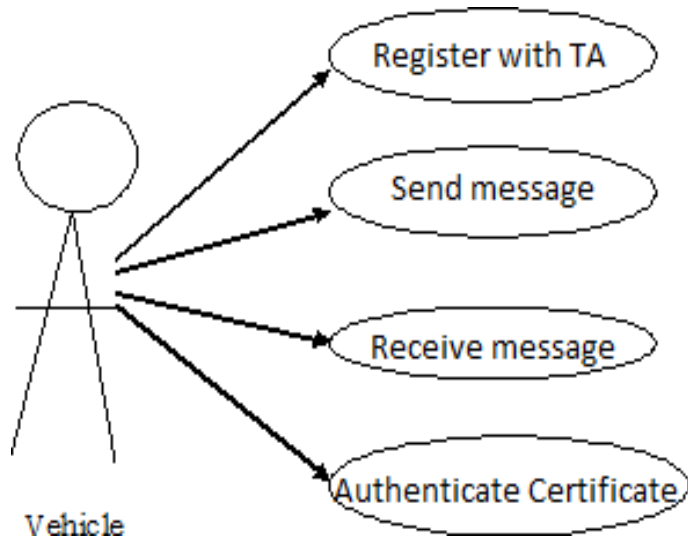 Register with TA
Send message
Receive message
Authenticate Certificate
Vehicle